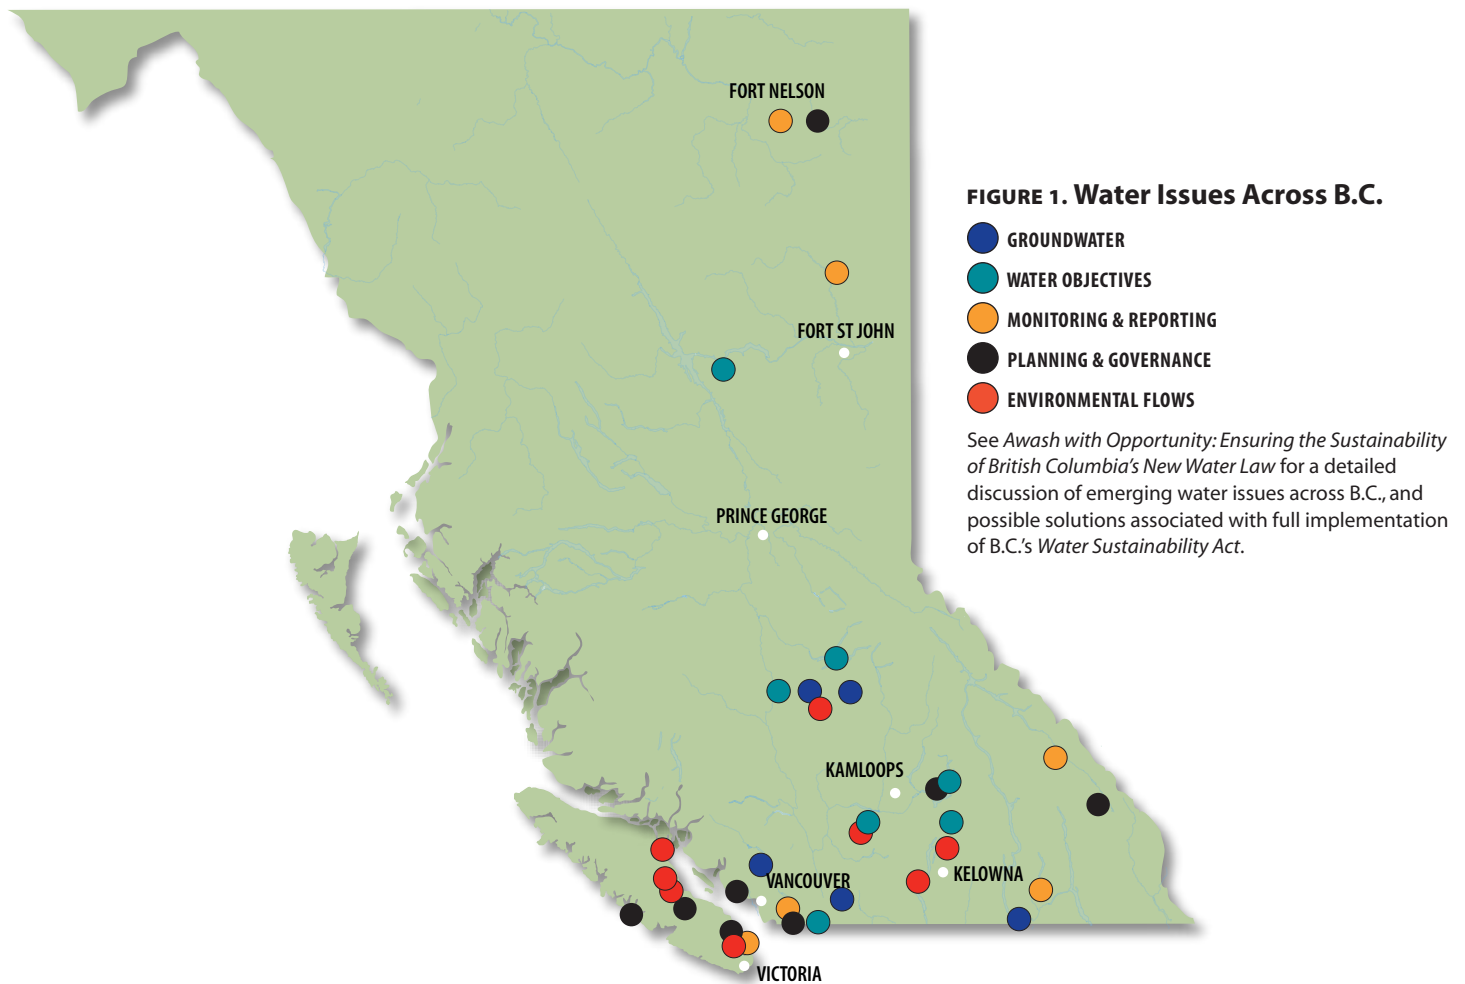 FORT NELSON
FIGURE 1. Water Issues Across B.C.
GROUNDWATER
WATER OBJECTIVES
MONITORING & REPORTING
PLANNING & GOVERNANCE
ENVIRONMENTAL FLOWS
See Awash with Opportunity: Ensuring the Sustainability
of British Columbia's New Water Law for a detailed
discussion of emerging water issues across B.C., and
possible solutions associated with full implementation
of B.C.'s Water Sustainability Act.
FORT ST JOHN
PRINCE GEORGE
KAMLOOPS
KELOWNA
VANCOUVER
VICTORIA